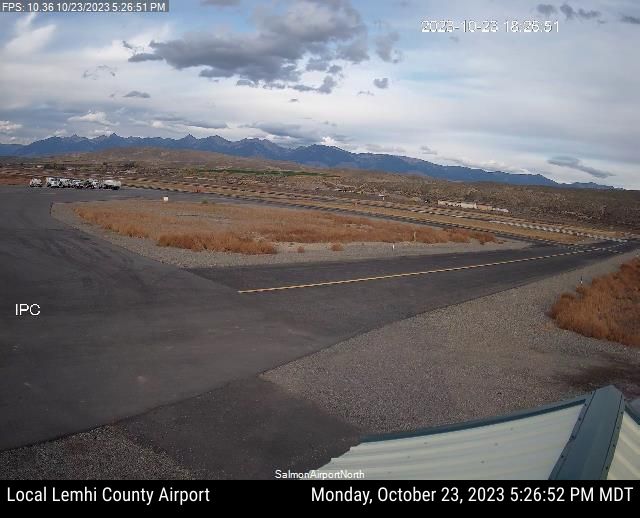 FPS: 10.36 10/23/2023 5:26:51 PM
2023-10-23 18:26:51
IPC
SalmonAirportNorth
Local Lemhi County Airport
Monday, October 23, 2023 5:26:52 PM MDT